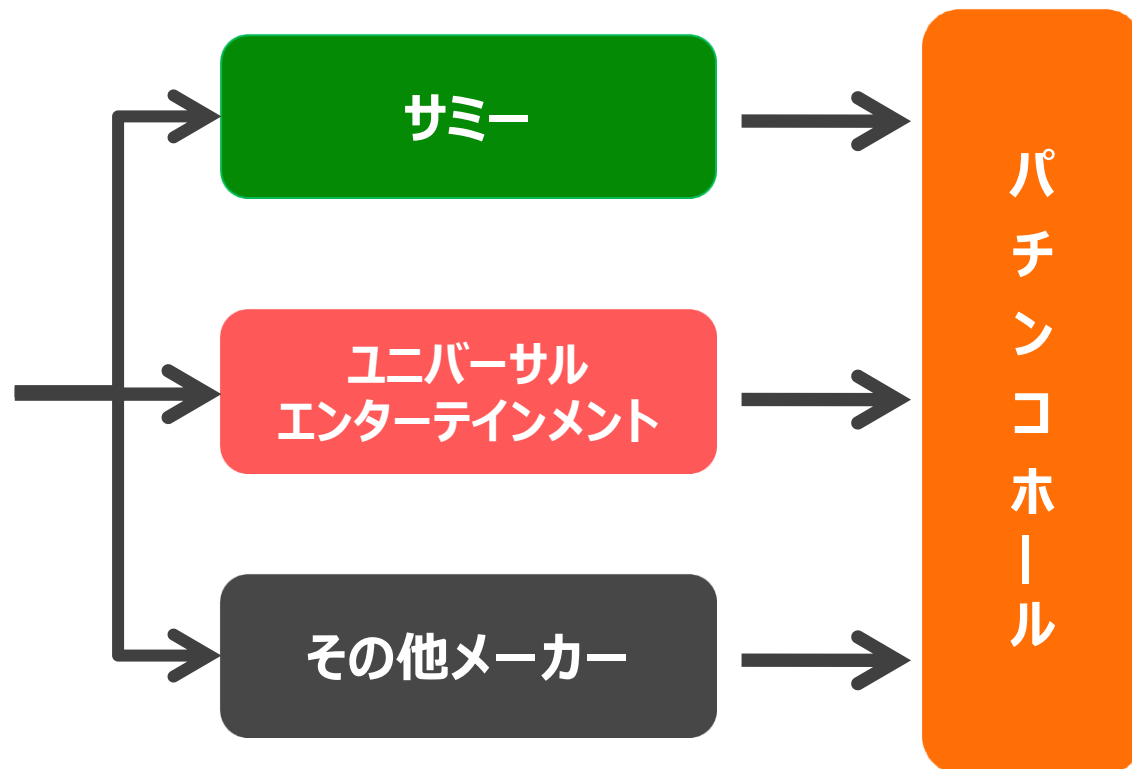 サミー
ユニバーサル
エンターテインメント
その他メーカー
パチンコホール